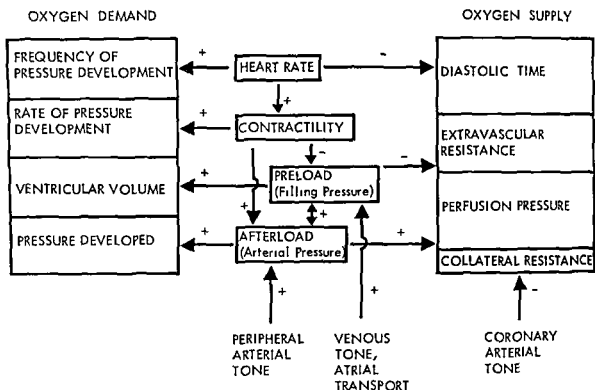 OXYGEN DEMAND
FREQUENCY OF
PRESSURE DEVELOPMENT
RATE OF PRESSURE
DEVELOPMENT
VENTRICULAR VOLUME
PRESSURE DEVELOPED
+
HEART RATE
-
+
+
CONTRACTILITY
-
+
PRELOAD
(Filling Pressure)
-
+
+
+
AFTERLOAD
(Arterial Pressure)
+
+
+
PERIPHERAL
ARTERIAL
TONE
VENOUS
TONE,
ATRIAL
TRANSPORT
OXYGEN SUPPLY
DIASTOLIC TIME
EXTRAVASCULAR
RESISTANCE
PERFUSION PRESSURE
COLLATERAL RESISTANCE
-
CORONARY
ARTERIAL
TONE